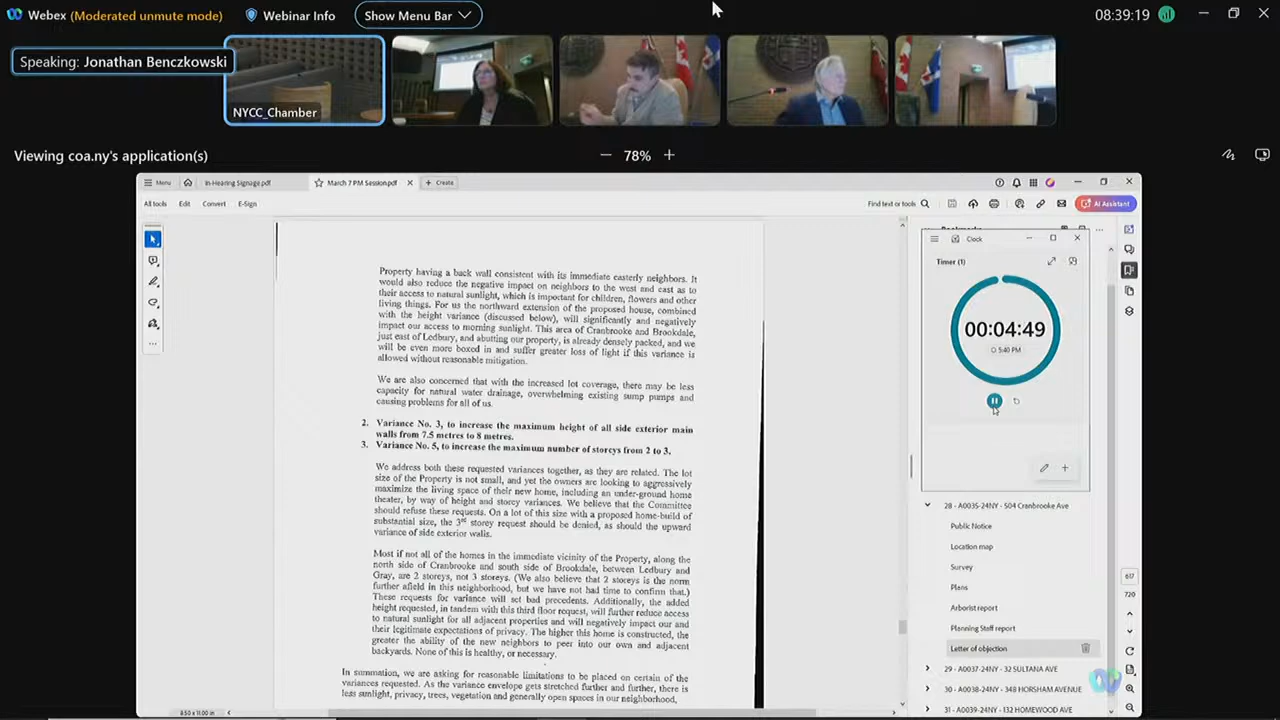 Webex (Moderated unmute mode) Webinar Info Show Menu Bar 08:39:19
Speaking: Jonathan Benczkowski
NYCC_Chamber
Viewing coa.ny's application(s) 78%
Menu In-Hearing Signage.pdf March 7 PM Session.pdf Create
All tools Edit Convert E-Sign Find text or tools AI Assistant
Property having a back wall consistent with its immediate easterly neighbors. It
would also reduce the negative impact on neighbors to the west and east as to
their access to natural sunlight, which is important for children, flowers and other
living things. For us the northward extension of the proposed house, combined
with the height variance (discussed below), will significantly and negatively
impact our access to morning sunlight. This area of Cranbrooke and Brookdale,
just east of Ledbury, and abutting our property, is already densely packed, and we
will be even more boxed in and suffer greater loss of light if this variance is
allowed without reasonable mitigation.
We are also concerned that with the increased lot coverage, there may be less
capacity for natural water drainage, overwhelming existing sump pumps and
causing problems for all of us.
2. Variance No. 3, to increase the maximum height of all side exterior main
walls from 7.5 metres to 8 metres.
3. Variance No. 5, to increase the maximum number of storeys from 2 to 3.
We address both these requested variances together, as they are related. The lot
size of the Property is not small, and yet the owners are looking to aggressively
maximize the living space of their new home, including an under-ground home
theater, by way of height and storey variances. We believe that the Committee
should refuse these requests. On a lot of this size with a proposed home-build of
substantial size, the 3rd storey request should be denied, as should the upward
variance of side exterior walls.
Most if not all of the homes in the immediate vicinity of the Property, along the
north side of Cranbrooke and south side of Brookdale, between Ledbury and
Gray, are 2 storeys, not 3 storeys. (We also believe that 2 storeys is the norm
further afield in this neighborhood, but we have not had time to confirm that.)
These requests for variance will set bad precedents. Additionally, the added
height requested, in tandem with this third floor request, will further reduce access
to natural sunlight for all adjacent properties and will negatively impact our and
their legitimate expectations of privacy. The higher this home is constructed, the
greater the ability of the new neighbors to peer into our own and adjacent
backyards. None of this is healthy, or necessary.
In summation, we are asking for reasonable limitations to be placed on certain of the
variances requested. As the variance envelope gets stretched further and further, there is
less sunlight, privacy, trees, vegetation and generally open spaces in our neighborhood,
8.50 x 11.00 in
Bookmarks
Clock
Timer (1)
00:04:49
5:40 PM
28 - A0035-24NY - 504 Cranbrooke Ave
Public Notice
Location map
Survey
Plans
Arborist report
Planning Staff report
Letter of objection
29 - A0037-24NY - 32 SULTANA AVE
30 - A0038-24NY - 348 HORSHAM AVENUE
31 - A0039-24NY - 132 HOMEWOOD AVE
617
720